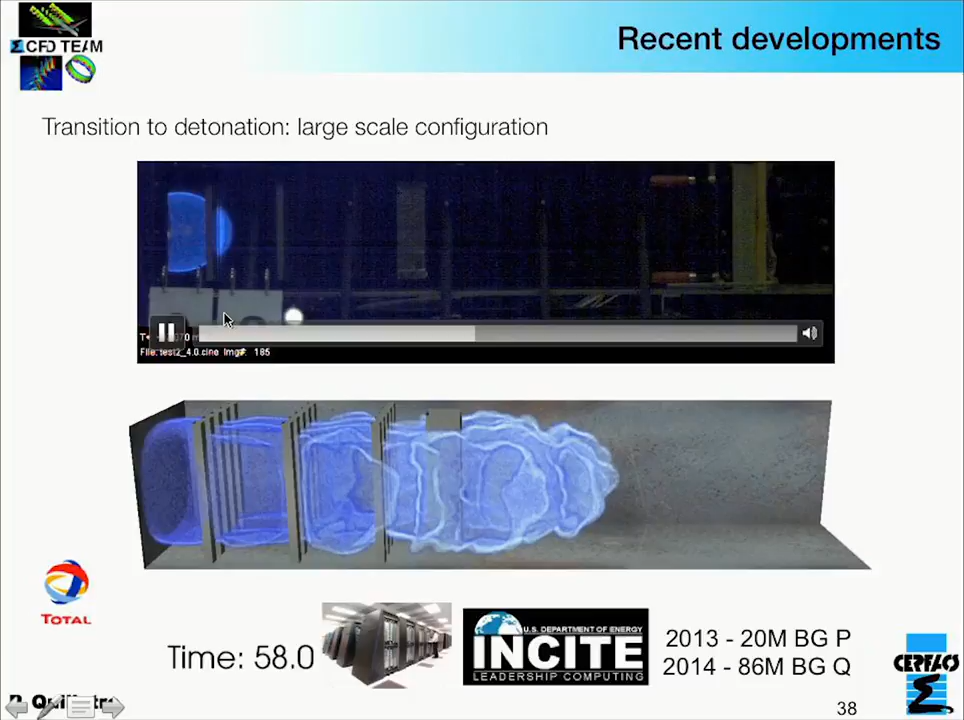 CFD TEAM
Recent developments
Transition to detonation: large scale configuration
File: test2_4.0.cine Img#: 185
TOTAL
Time: 58.0
U.S. DEPARTMENT OF ENERGY
INCITE
LEADERSHIP COMPUTING
2013 - 20M BG P
2014 - 86M BG Q
CERFACS
38